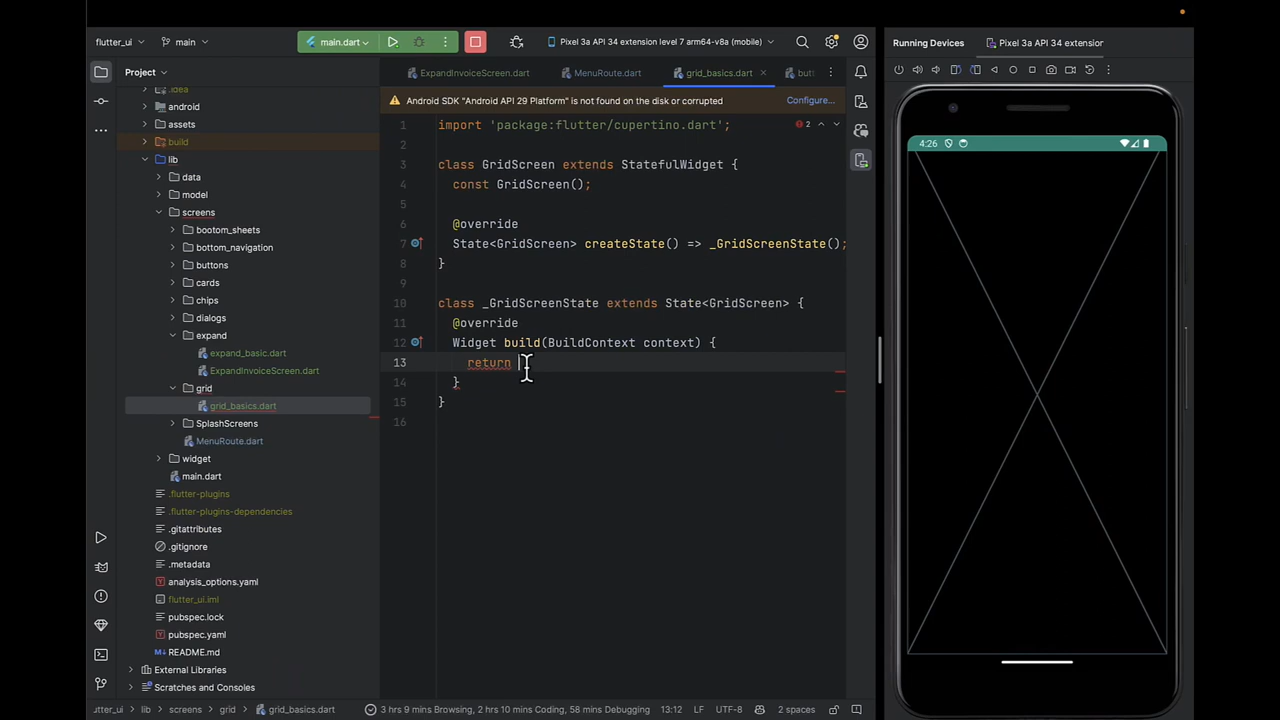 flutter_ui
main
main.dart
Pixel 3a API 34 extension level 7 arm64-v8a (mobile)
Running Devices
Pixel 3a API 34 extension
Project
ExpandInvoiceScreen.dart
MenuRoute.dart
grid_basics.dart
butt
.idea
android
assets
build
lib
data
model
screens
bootom_sheets
bottom_navigation
buttons
cards
chips
dialogs
expand
expand_basic.dart
ExpandInvoiceScreen.dart
grid
grid_basics.dart
SplashScreens
MenuRoute.dart
widget
main.dart
.flutter-plugins
.flutter-plugins-dependencies
.gitattributes
.gitignore
.metadata
analysis_options.yaml
flutter_ui.iml
pubspec.lock
pubspec.yaml
README.md
External Libraries
Scratches and Consoles
Android SDK "Android API 29 Platform" is not found on the disk or corrupted
Configure...
2
1 import 'package:flutter/cupertino.dart';
2
3 class GridScreen extends StatefulWidget {
4 const GridScreen();
5
6 @override
7 State<GridScreen> createState() => _GridScreenState();
8 }
9
10 class _GridScreenState extends State<GridScreen> {
11 @override
12 Widget build(BuildContext context) {
13 return
14 }
15 }
16
4:26
utter_ui
lib
screens
grid
grid_basics.dart
3 hrs 9 mins Browsing, 2 hrs 10 mins Coding, 58 mins Debugging
13:12
LF
UTF-8
2 spaces